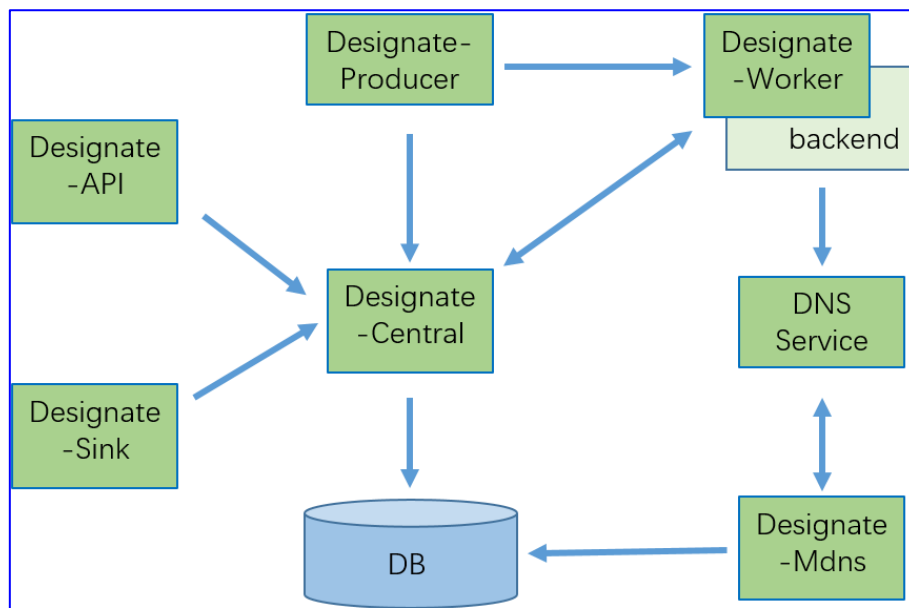 Designate-
Producer
Designate
-Worker
backend
Designate
-API
Designate
-Central
DNS
Service
Designate
-Sink
DB
Designate
-Mdns